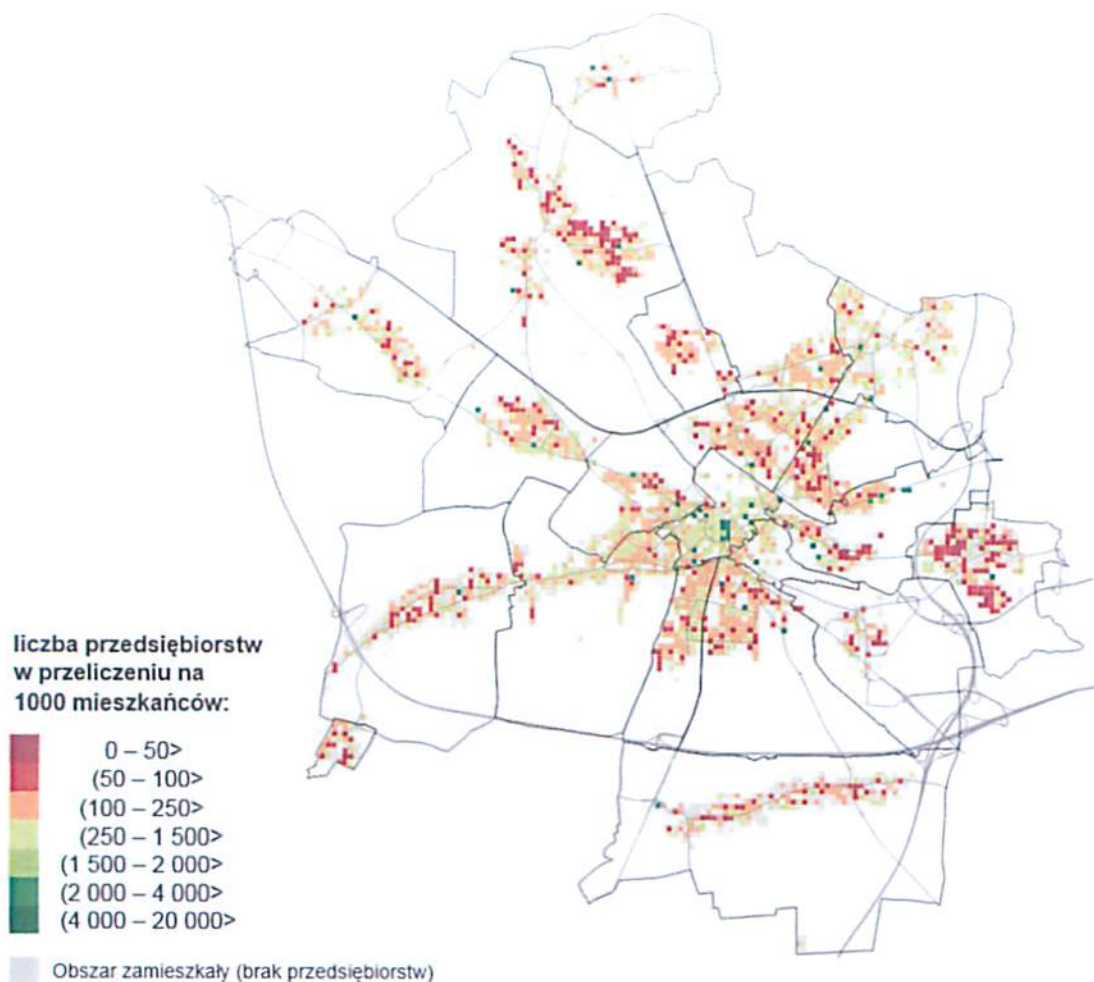 liczba przedsiębiorstw
w przeliczeniu na
1000 mieszkańców:
0 – 50>
(50 – 100>
(100 – 250>
(250 – 1 500>
(1 500 – 2 000>
(2 000 – 4 000>
(4 000 – 20 000>
Obszar zamieszkały (brak przedsiębiorstw)